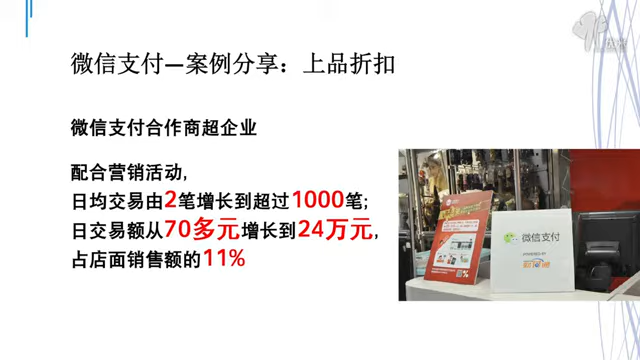 微信支付—案例分享：上品折扣
微信支付合作商超企业
配合营销活动，
日均交易由2笔增长到超过1000笔；
日交易额从70多元增长到24万元，
占店面销售额的11%
微信支付